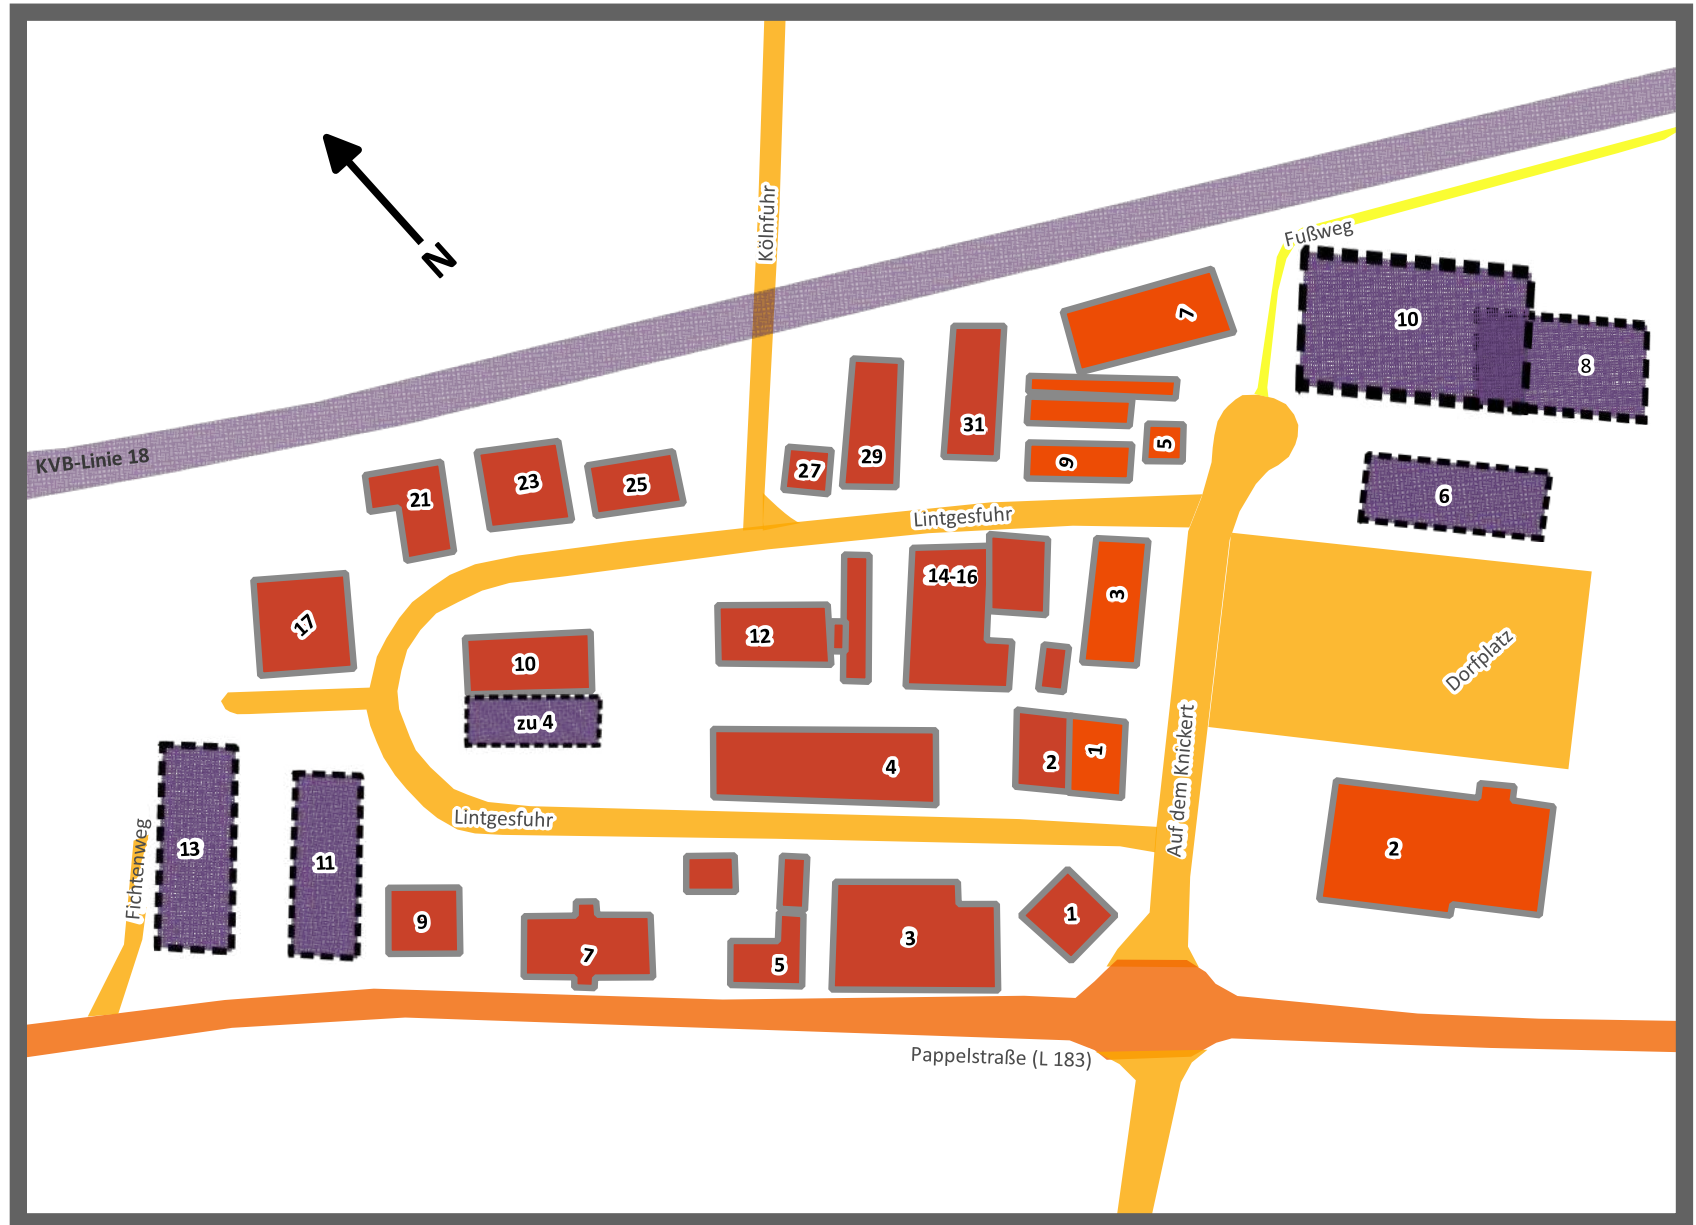 Kölnfuhr
Fußweg
N
KVB-Linie 18
10
8
7
31
29
27
5
9
6
25
23
21
Lintgesfuhr
14-16
3
17
12
10
Dorfplatz
zu 4
4
2
1
Auf dem Knickert
Lintgesfuhr
2
13
11
Fichtenweg
9
7
5
3
1
Pappelstraße (L 183)